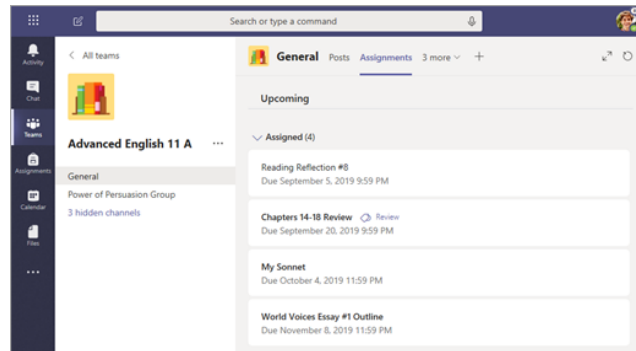 Search or type a command
Activity
Chat
Teams
Assignments
Calendar
Files
All teams
Advanced English 11 A
General
Power of Persuasion Group
3 hidden channels
General Posts Assignments 3 more
Upcoming
Assigned (4)
Reading Reflection #8
Due September 5, 2019 9:59 PM
Chapters 14-18 Review Review
Due September 20, 2019 9:59 PM
My Sonnet
Due October 4, 2019 11:59 PM
World Voices Essay #1 Outline
Due November 8, 2019 11:59 PM